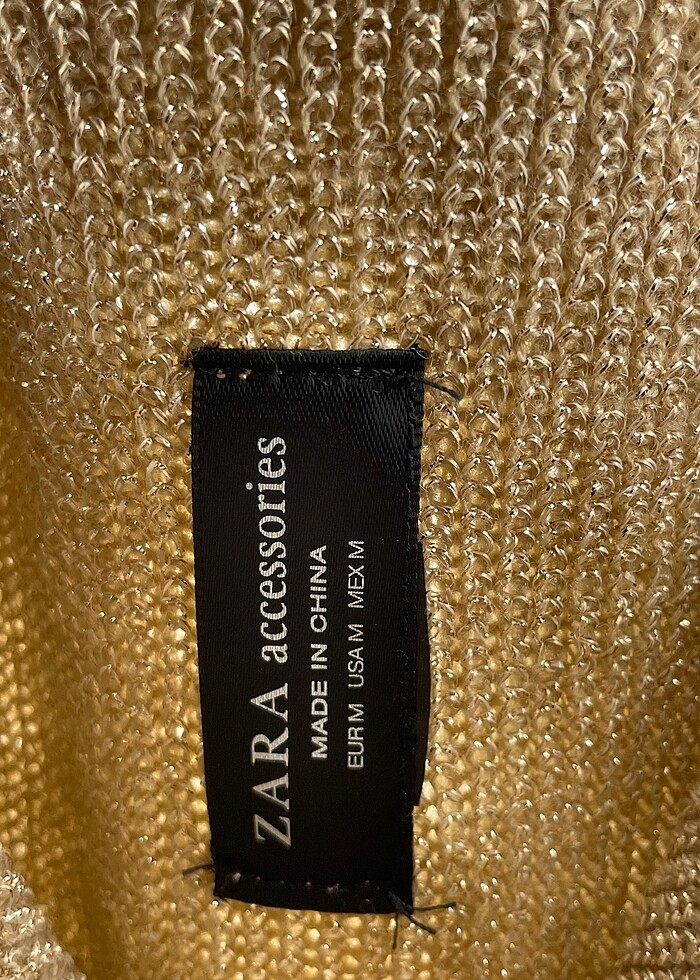 ZARA accessories
MADE IN CHINA
EUR M USA M MEX M